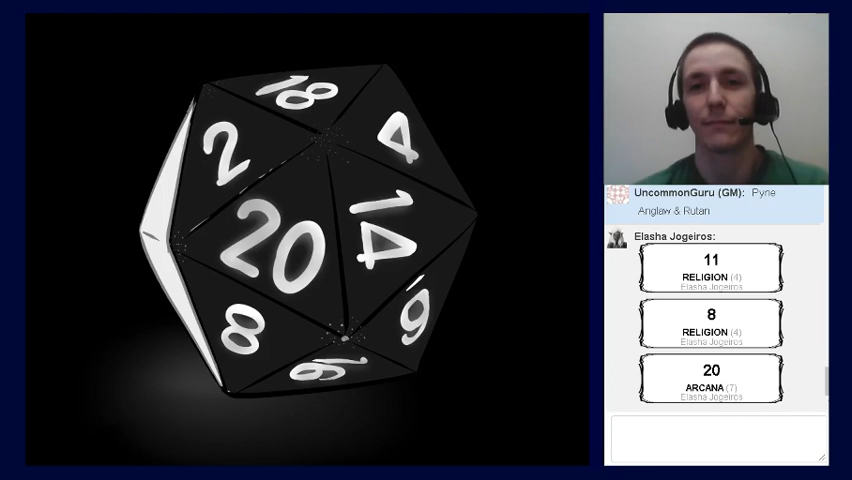 18
2
4
20
14
8
9
16
UncommonGuru (GM): Pyne
Anglaw & Rutan
Elasha Jogeiros:
11
RELIGION (4)
Elasha Jogeiros
8
RELIGION (4)
Elasha Jogeiros
20
ARCANA (7)
Elasha Jogeiros